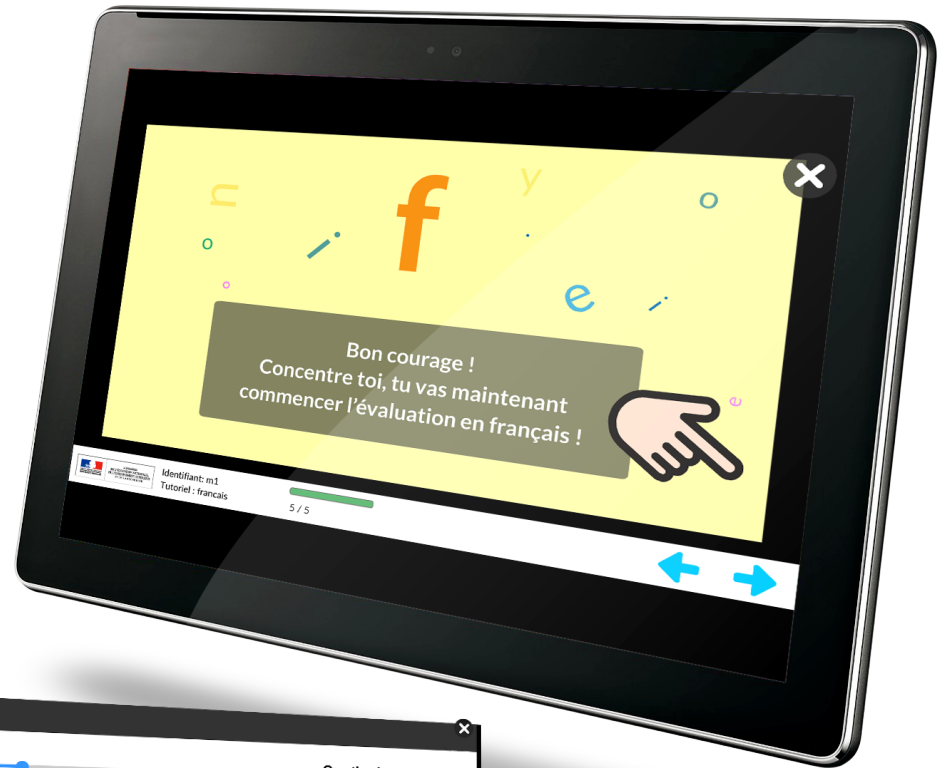 n
y
f
o
o
i
e
i
o
e
Bon courage !
Concentre toi, tu vas maintenant
commencer l’évaluation en français !
Identifiant: m1
Tutoriel : francais
5 / 5